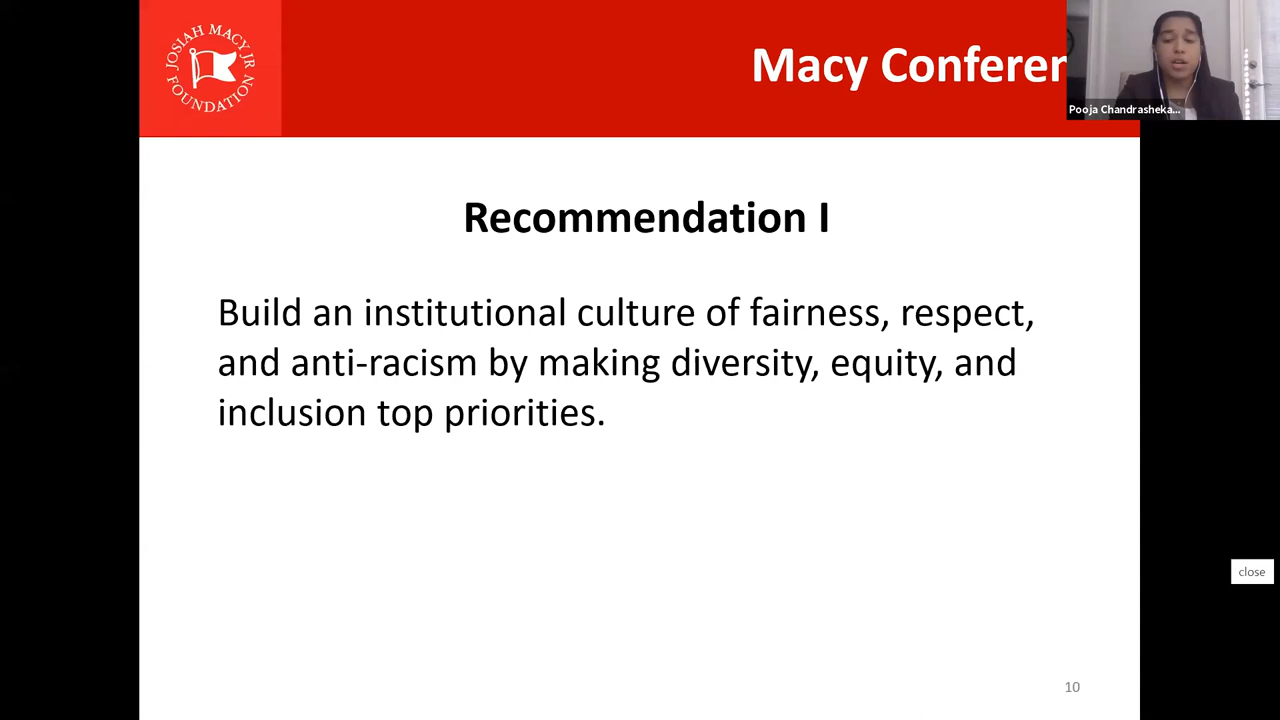 JOSIAH MACY JR
FOUNDATION
Macy Conferen
Pooja Chandrasheka...
Recommendation I
Build an institutional culture of fairness, respect,
and anti-racism by making diversity, equity, and
inclusion top priorities.
close
10